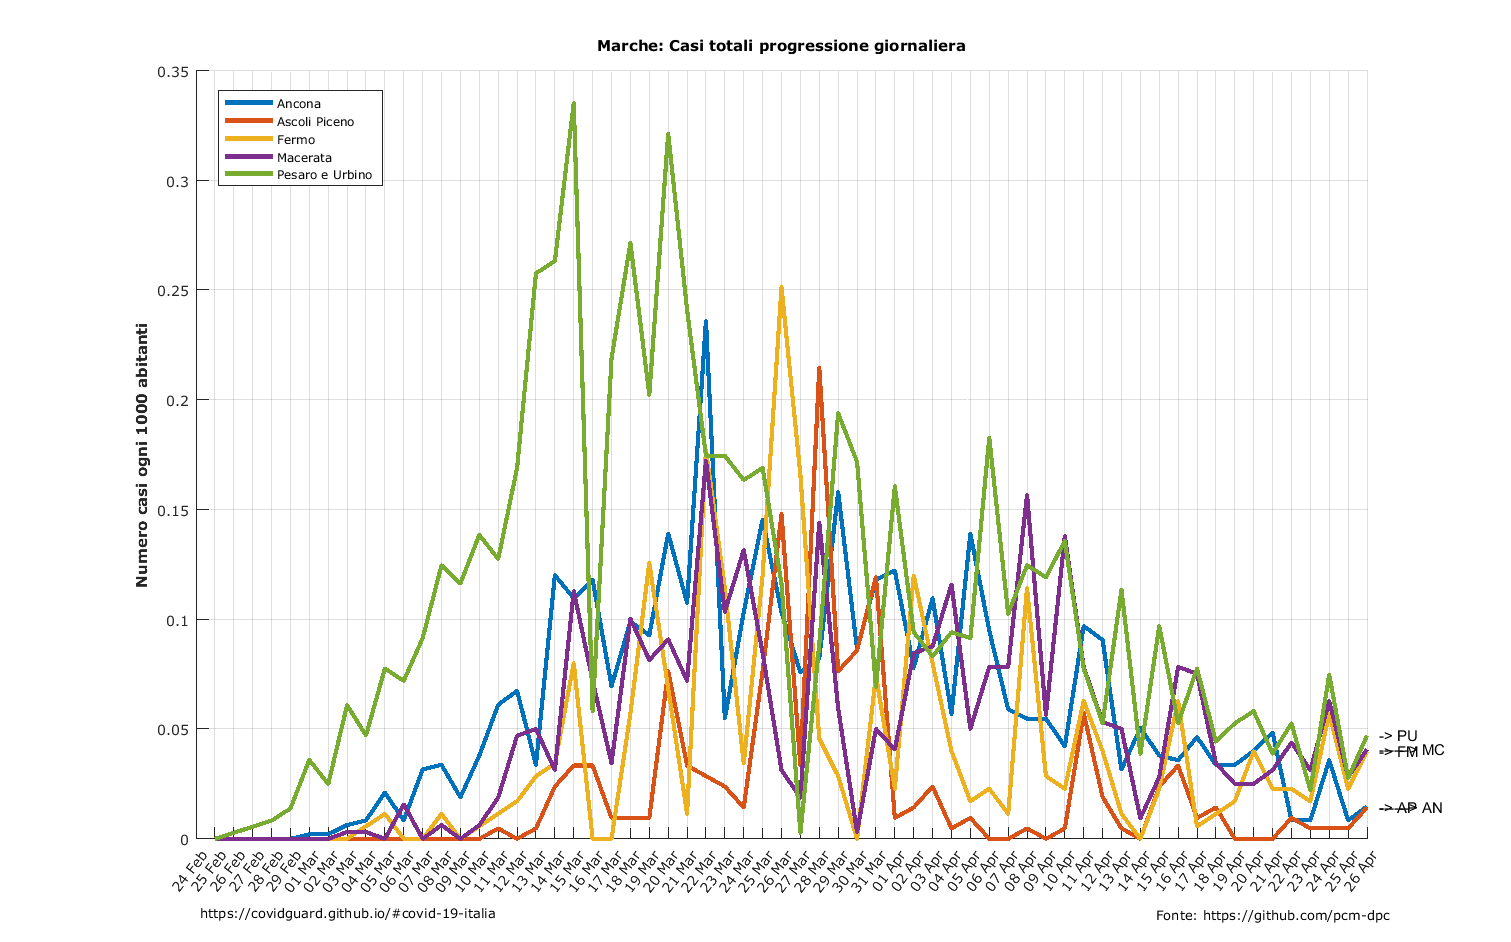 Marche: Casi totali progressione giornaliera
Numero casi ogni 1000 abitanti
0.35
0.3
0.25
0.2
0.15
0.1
0.05
0
Ancona
Ascoli Piceno
Fermo
Macerata
Pesaro e Urbino
-> PU
-> MC
-> FM
-> AP
-> AN
24 Feb
25 Feb
26 Feb
27 Feb
28 Feb
29 Feb
01 Mar
02 Mar
03 Mar
04 Mar
05 Mar
06 Mar
07 Mar
08 Mar
09 Mar
10 Mar
11 Mar
12 Mar
13 Mar
14 Mar
15 Mar
16 Mar
17 Mar
18 Mar
19 Mar
20 Mar
21 Mar
22 Mar
23 Mar
24 Mar
25 Mar
26 Mar
27 Mar
28 Mar
29 Mar
30 Mar
31 Mar
01 Apr
02 Apr
03 Apr
04 Apr
05 Apr
06 Apr
07 Apr
08 Apr
09 Apr
10 Apr
11 Apr
12 Apr
13 Apr
14 Apr
15 Apr
16 Apr
17 Apr
18 Apr
19 Apr
20 Apr
21 Apr
22 Apr
23 Apr
24 Apr
25 Apr
26 Apr
https://covidguard.github.io/#covid-19-italia
Fonte: https://github.com/pcm-dpc